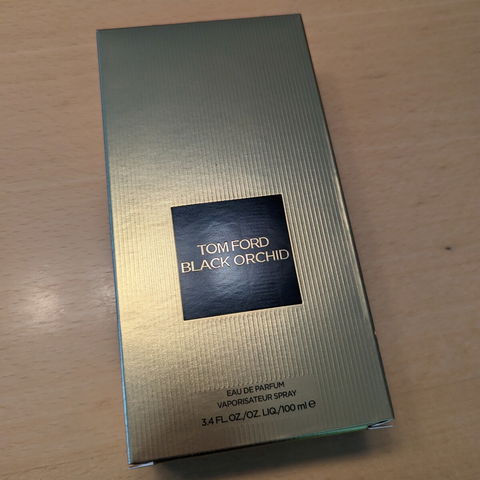 TOM FORD
BLACK ORCHID
EAU DE PARFUM
VAPORISATEUR SPRAY
3.4 FL. OZ./OZ. LIQ./100 ml ℮